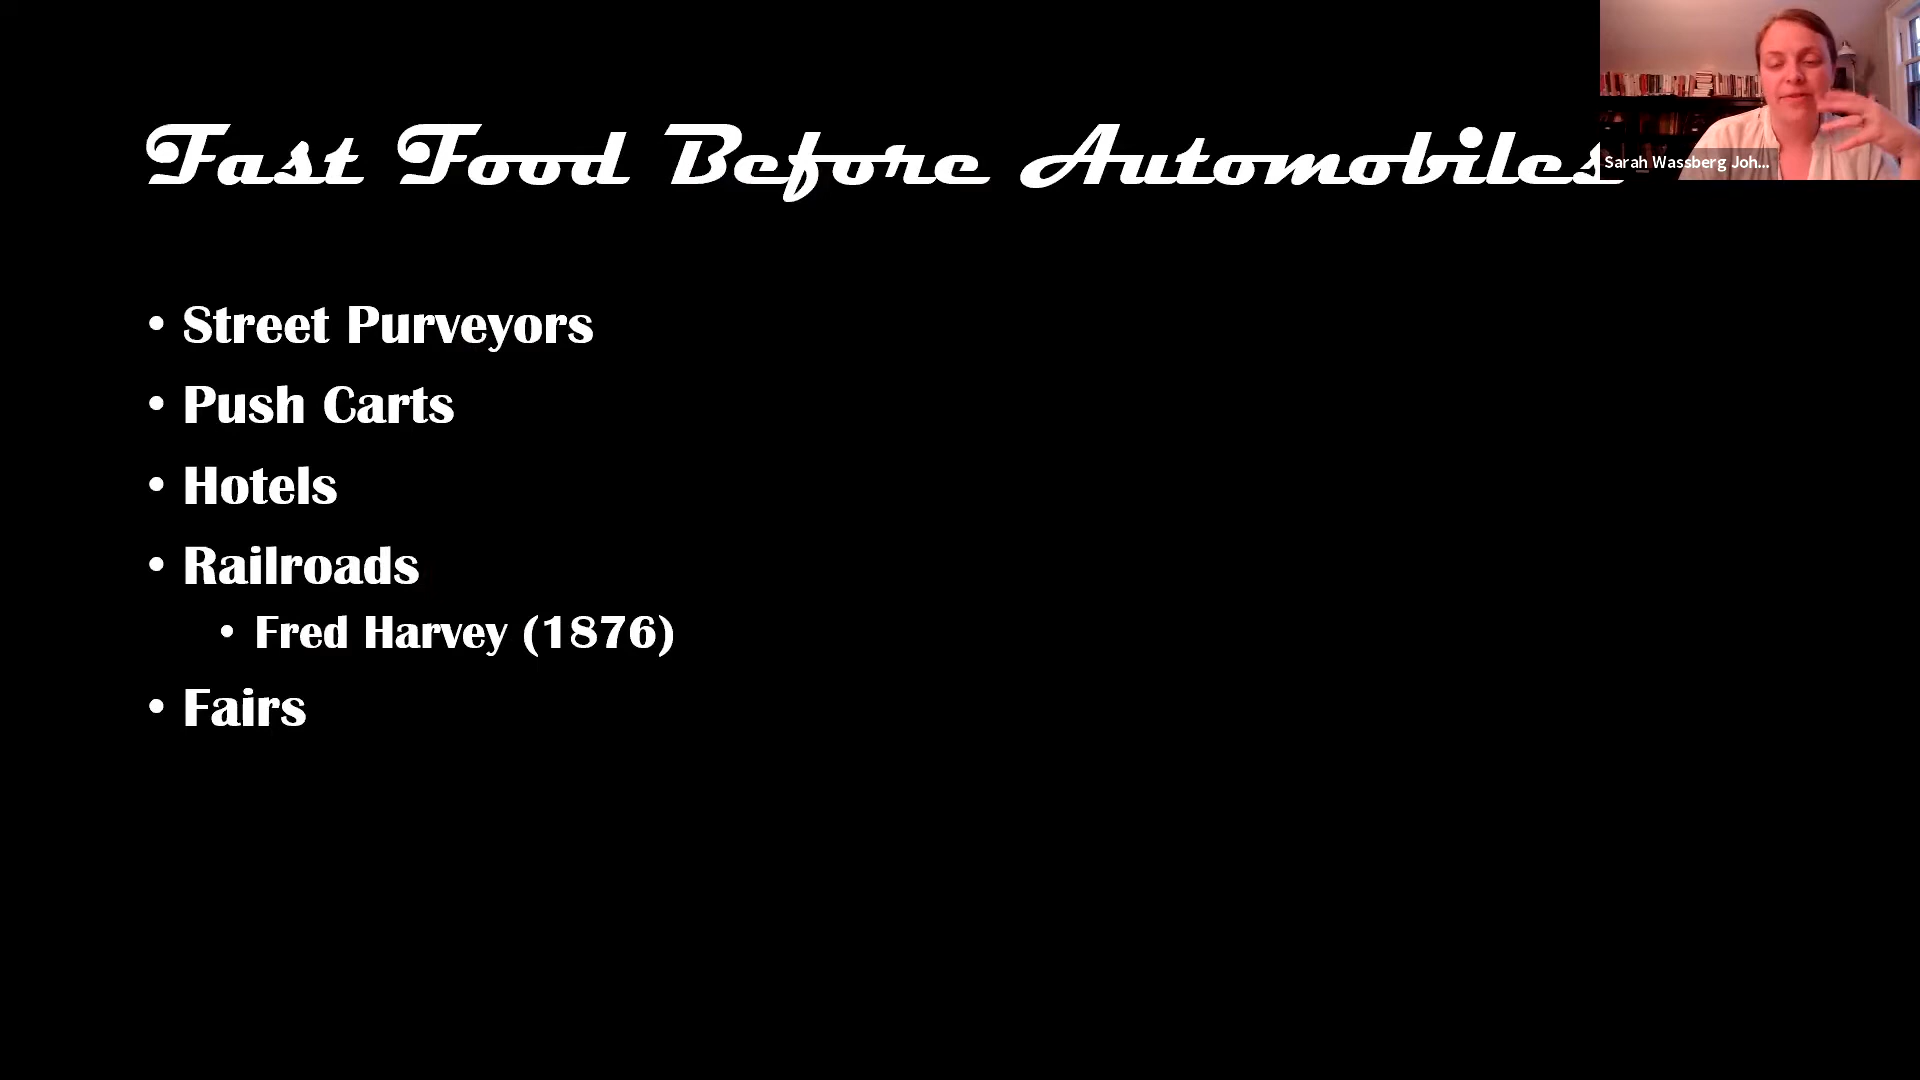 Fast Food Before Automobiles
Sarah Wassberg Joh...
• Street Purveyors
• Push Carts
• Hotels
• Railroads
• Fred Harvey (1876)
• Fairs